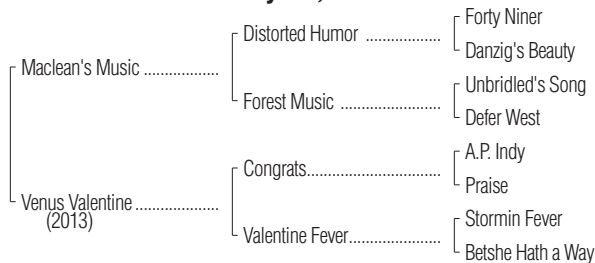 Forty Niner
Distorted Humor ..................
Danzig's Beauty
Maclean's Music ..................
Unbridled's Song
Forest Music ........................
Defer West
A.P. Indy
Congrats................................
Praise
Venus Valentine ....................
(2013)
Stormin Fever
Valentine Fever......................
Betshe Hath a Way